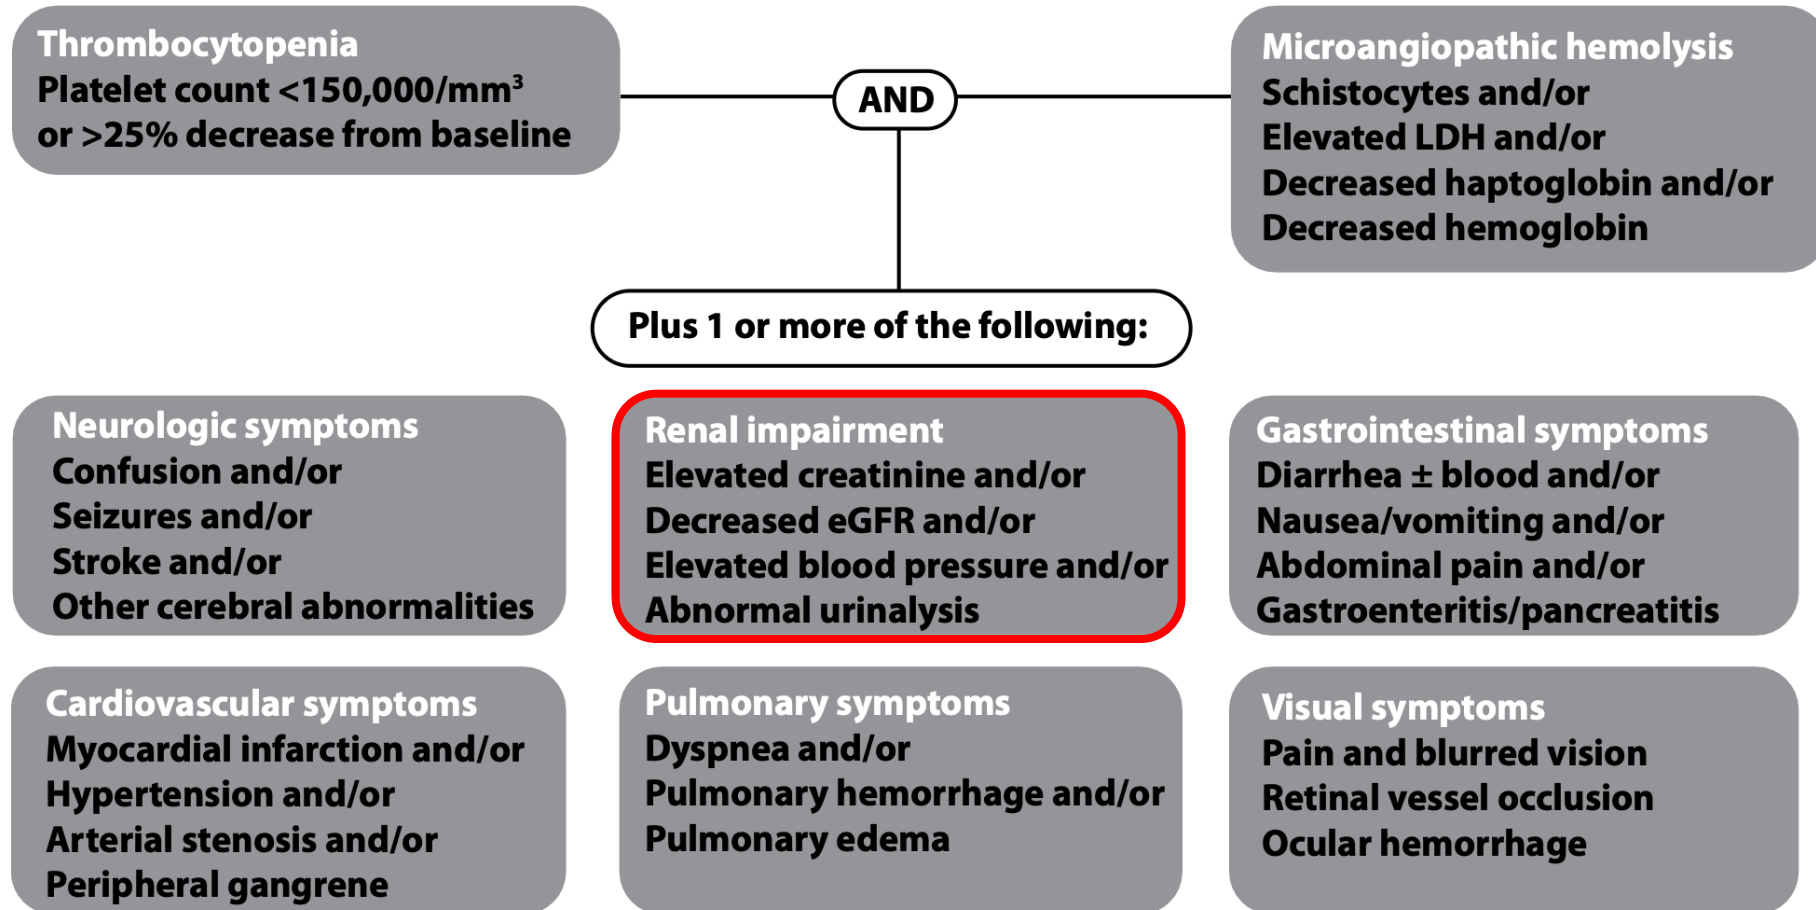 Thrombocytopenia
Platelet count <150,000/mm³
or >25% decrease from baseline
AND
Microangiopathic hemolysis
Schistocytes and/or
Elevated LDH and/or
Decreased haptoglobin and/or
Decreased hemoglobin
Plus 1 or more of the following:
Neurologic symptoms
Confusion and/or
Seizures and/or
Stroke and/or
Other cerebral abnormalities
Renal impairment
Elevated creatinine and/or
Decreased eGFR and/or
Elevated blood pressure and/or
Abnormal urinalysis
Gastrointestinal symptoms
Diarrhea ± blood and/or
Nausea/vomiting and/or
Abdominal pain and/or
Gastroenteritis/pancreatitis
Cardiovascular symptoms
Myocardial infarction and/or
Hypertension and/or
Arterial stenosis and/or
Peripheral gangrene
Pulmonary symptoms
Dyspnea and/or
Pulmonary hemorrhage and/or
Pulmonary edema
Visual symptoms
Pain and blurred vision
Retinal vessel occlusion
Ocular hemorrhage